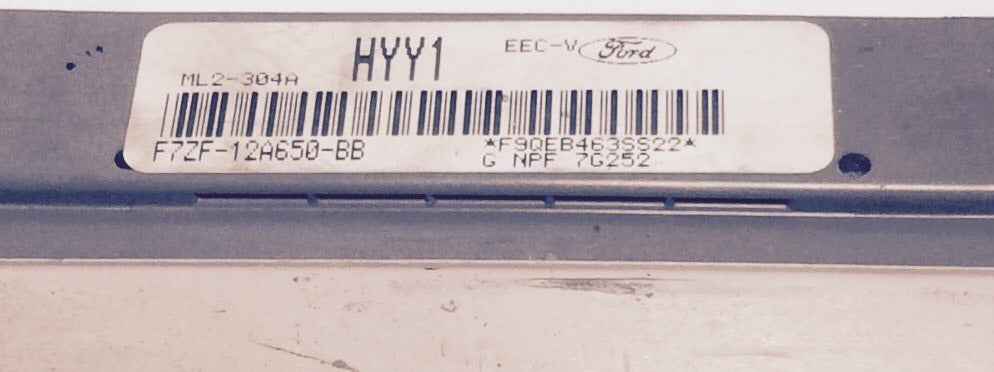 HYY1 EEC-V Ford
ML2-304A
F7ZF-12A650-BB *F9QEB463SS22*
G NPF 7G252